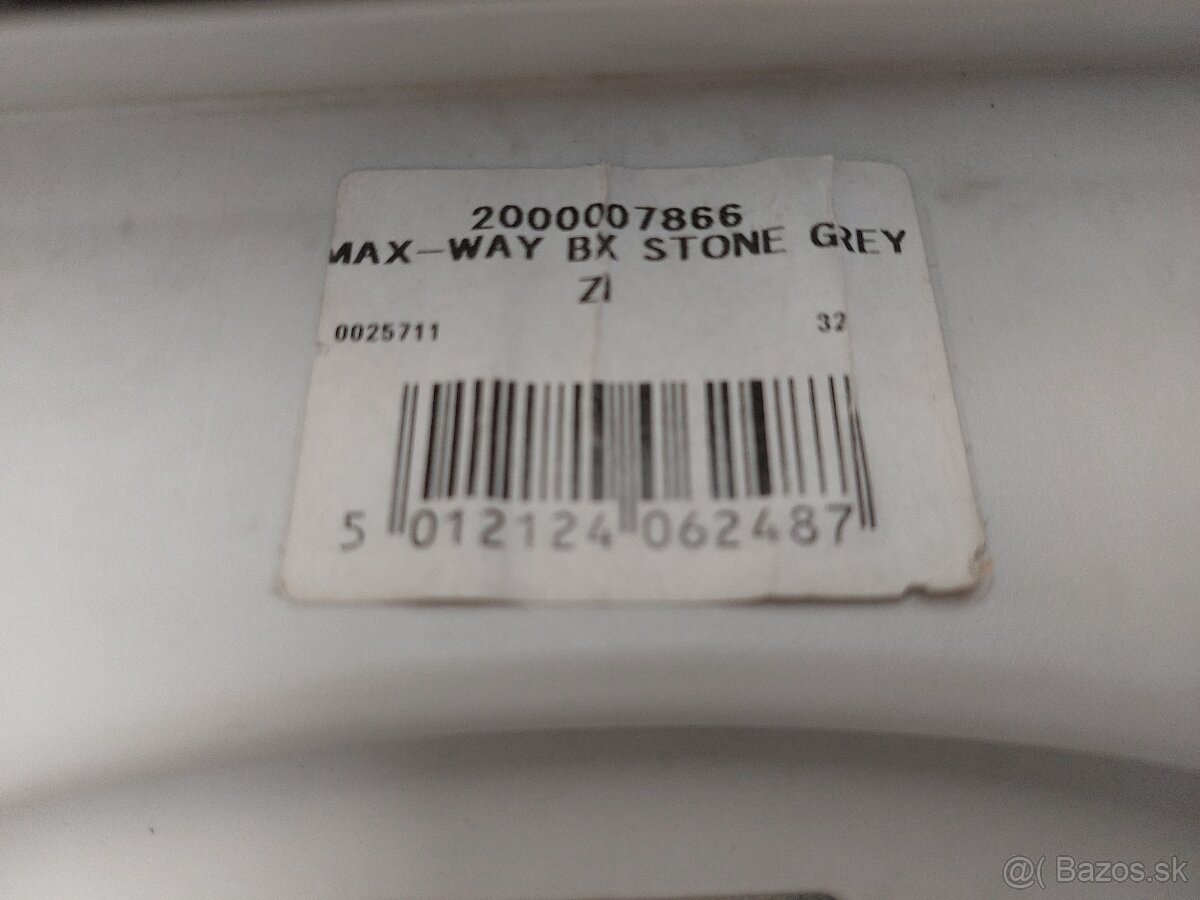 2000007866
MAX-WAY BX STONE GREY
ZI
0025711 32
5 012124 062487
@( Bazos.sk